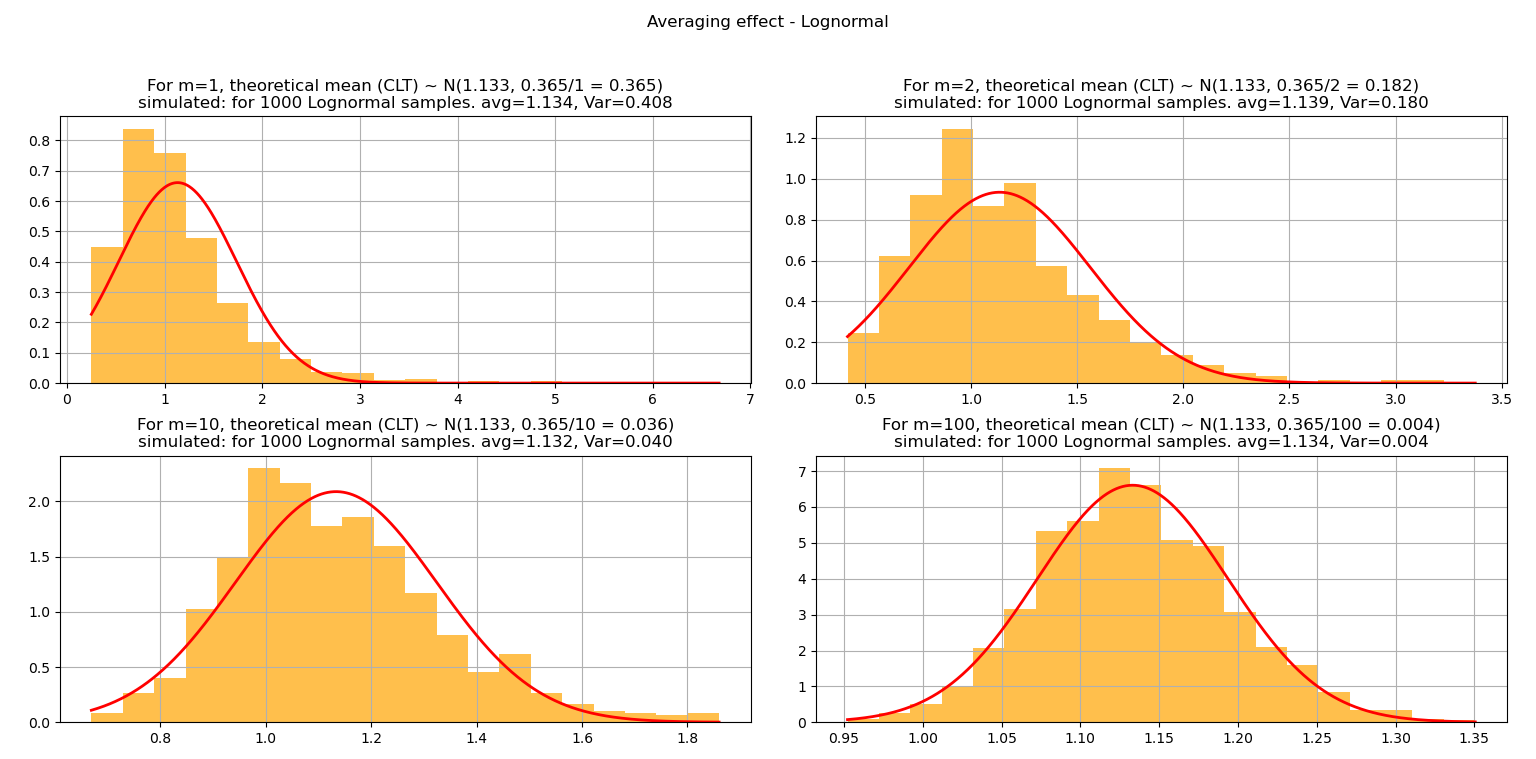 Averaging effect - Lognormal
For m=1, theoretical mean (CLT) ~ N(1.133, 0.365/1 = 0.365)
simulated: for 1000 Lognormal samples. avg=1.134, Var=0.408
0.8
0.7
0.6
0.5
0.4
0.3
0.2
0.1
0.0
0 1 2 3 4 5 6 7
For m=2, theoretical mean (CLT) ~ N(1.133, 0.365/2 = 0.182)
simulated: for 1000 Lognormal samples. avg=1.139, Var=0.180
1.2
1.0
0.8
0.6
0.4
0.2
0.0
0.5 1.0 1.5 2.0 2.5 3.0 3.5
For m=10, theoretical mean (CLT) ~ N(1.133, 0.365/10 = 0.036)
simulated: for 1000 Lognormal samples. avg=1.132, Var=0.040
2.0
1.5
1.0
0.5
0.0
0.8 1.0 1.2 1.4 1.6 1.8
For m=100, theoretical mean (CLT) ~ N(1.133, 0.365/100 = 0.004)
simulated: for 1000 Lognormal samples. avg=1.134, Var=0.004
7
6
5
4
3
2
1
0
0.95 1.00 1.05 1.10 1.15 1.20 1.25 1.30 1.35